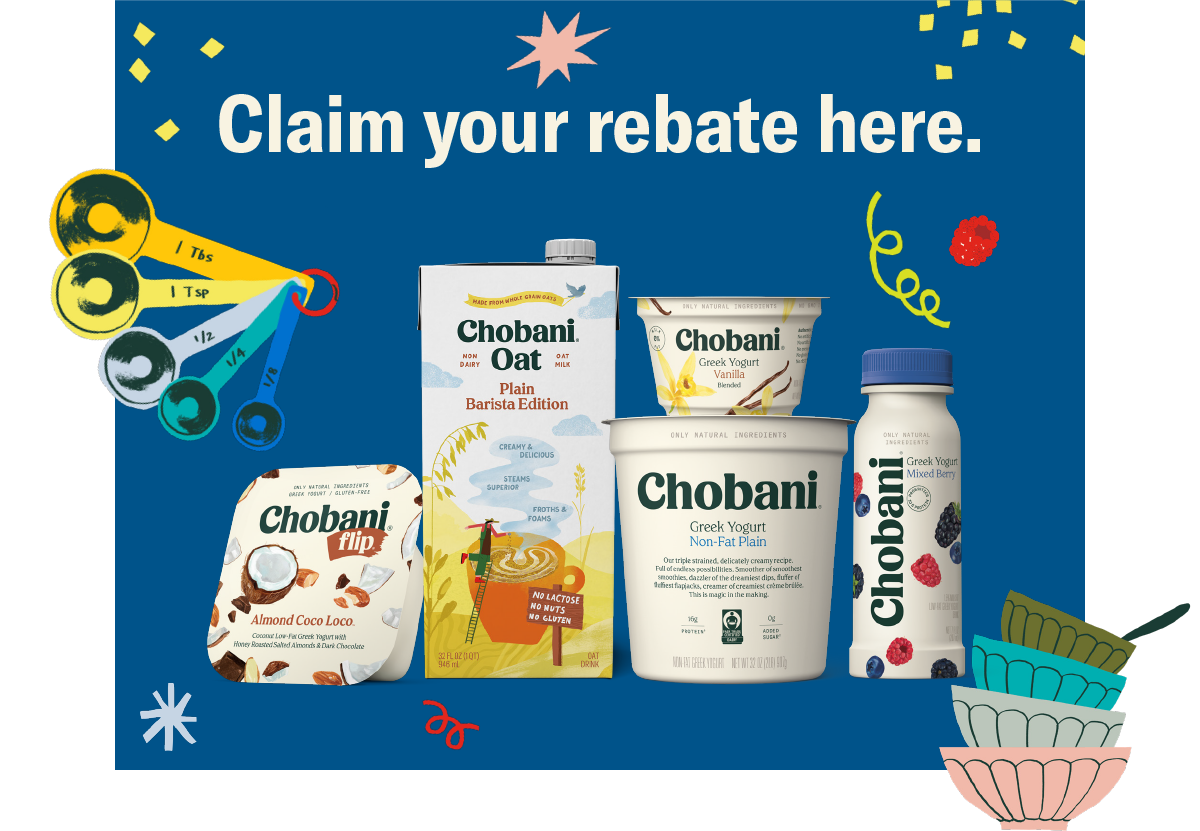 Claim your rebate here.
1 Tbs
1 Tsp
1/2
1/4
1/8
ONLY NATURAL INGREDIENTS
GREEK YOGURT / GLUTEN-FREE
Chobani®
flip
Almond Coco Loco
Coconut Low-Fat Greek Yogurt with
Honey Roasted Salted Almonds & Dark Chocolate
MADE FROM WHOLE GRAIN OATS
Chobani®
Oat
NON
DAIRY
OAT
MILK
Plain
Barista Edition
CREAMY &
DELICIOUS
STEAMS
SUPERIOR
FROTHS &
FOAMS
NO LACTOSE
NO NUTS
NO GLUTEN
32 FL OZ (1 QT)
946 mL
OAT
DRINK
ONLY NATURAL INGREDIENTS
Chobani®
Greek Yogurt
Vanilla
Blended
ONLY NATURAL
INGREDIENTS
Chobani®
Greek Yogurt
Non-Fat Plain
Our triple strained, delicately creamy recipe.
Full of endless possibilities. Smoother of smoothest
smoothies, dazzler of the dreamiest dips, fluffer of
fluffiest flapjacks, creamer of creamiest crème brûlée.
This is magic in the making.
16g
PROTEIN
0g
ADDED
SUGAR
NON-FAT GREEK YOGURT NET WT 32 OZ (2LB) 907g
ONLY NATURAL
INGREDIENTS
Chobani®
Greek Yogurt
Mixed Berry